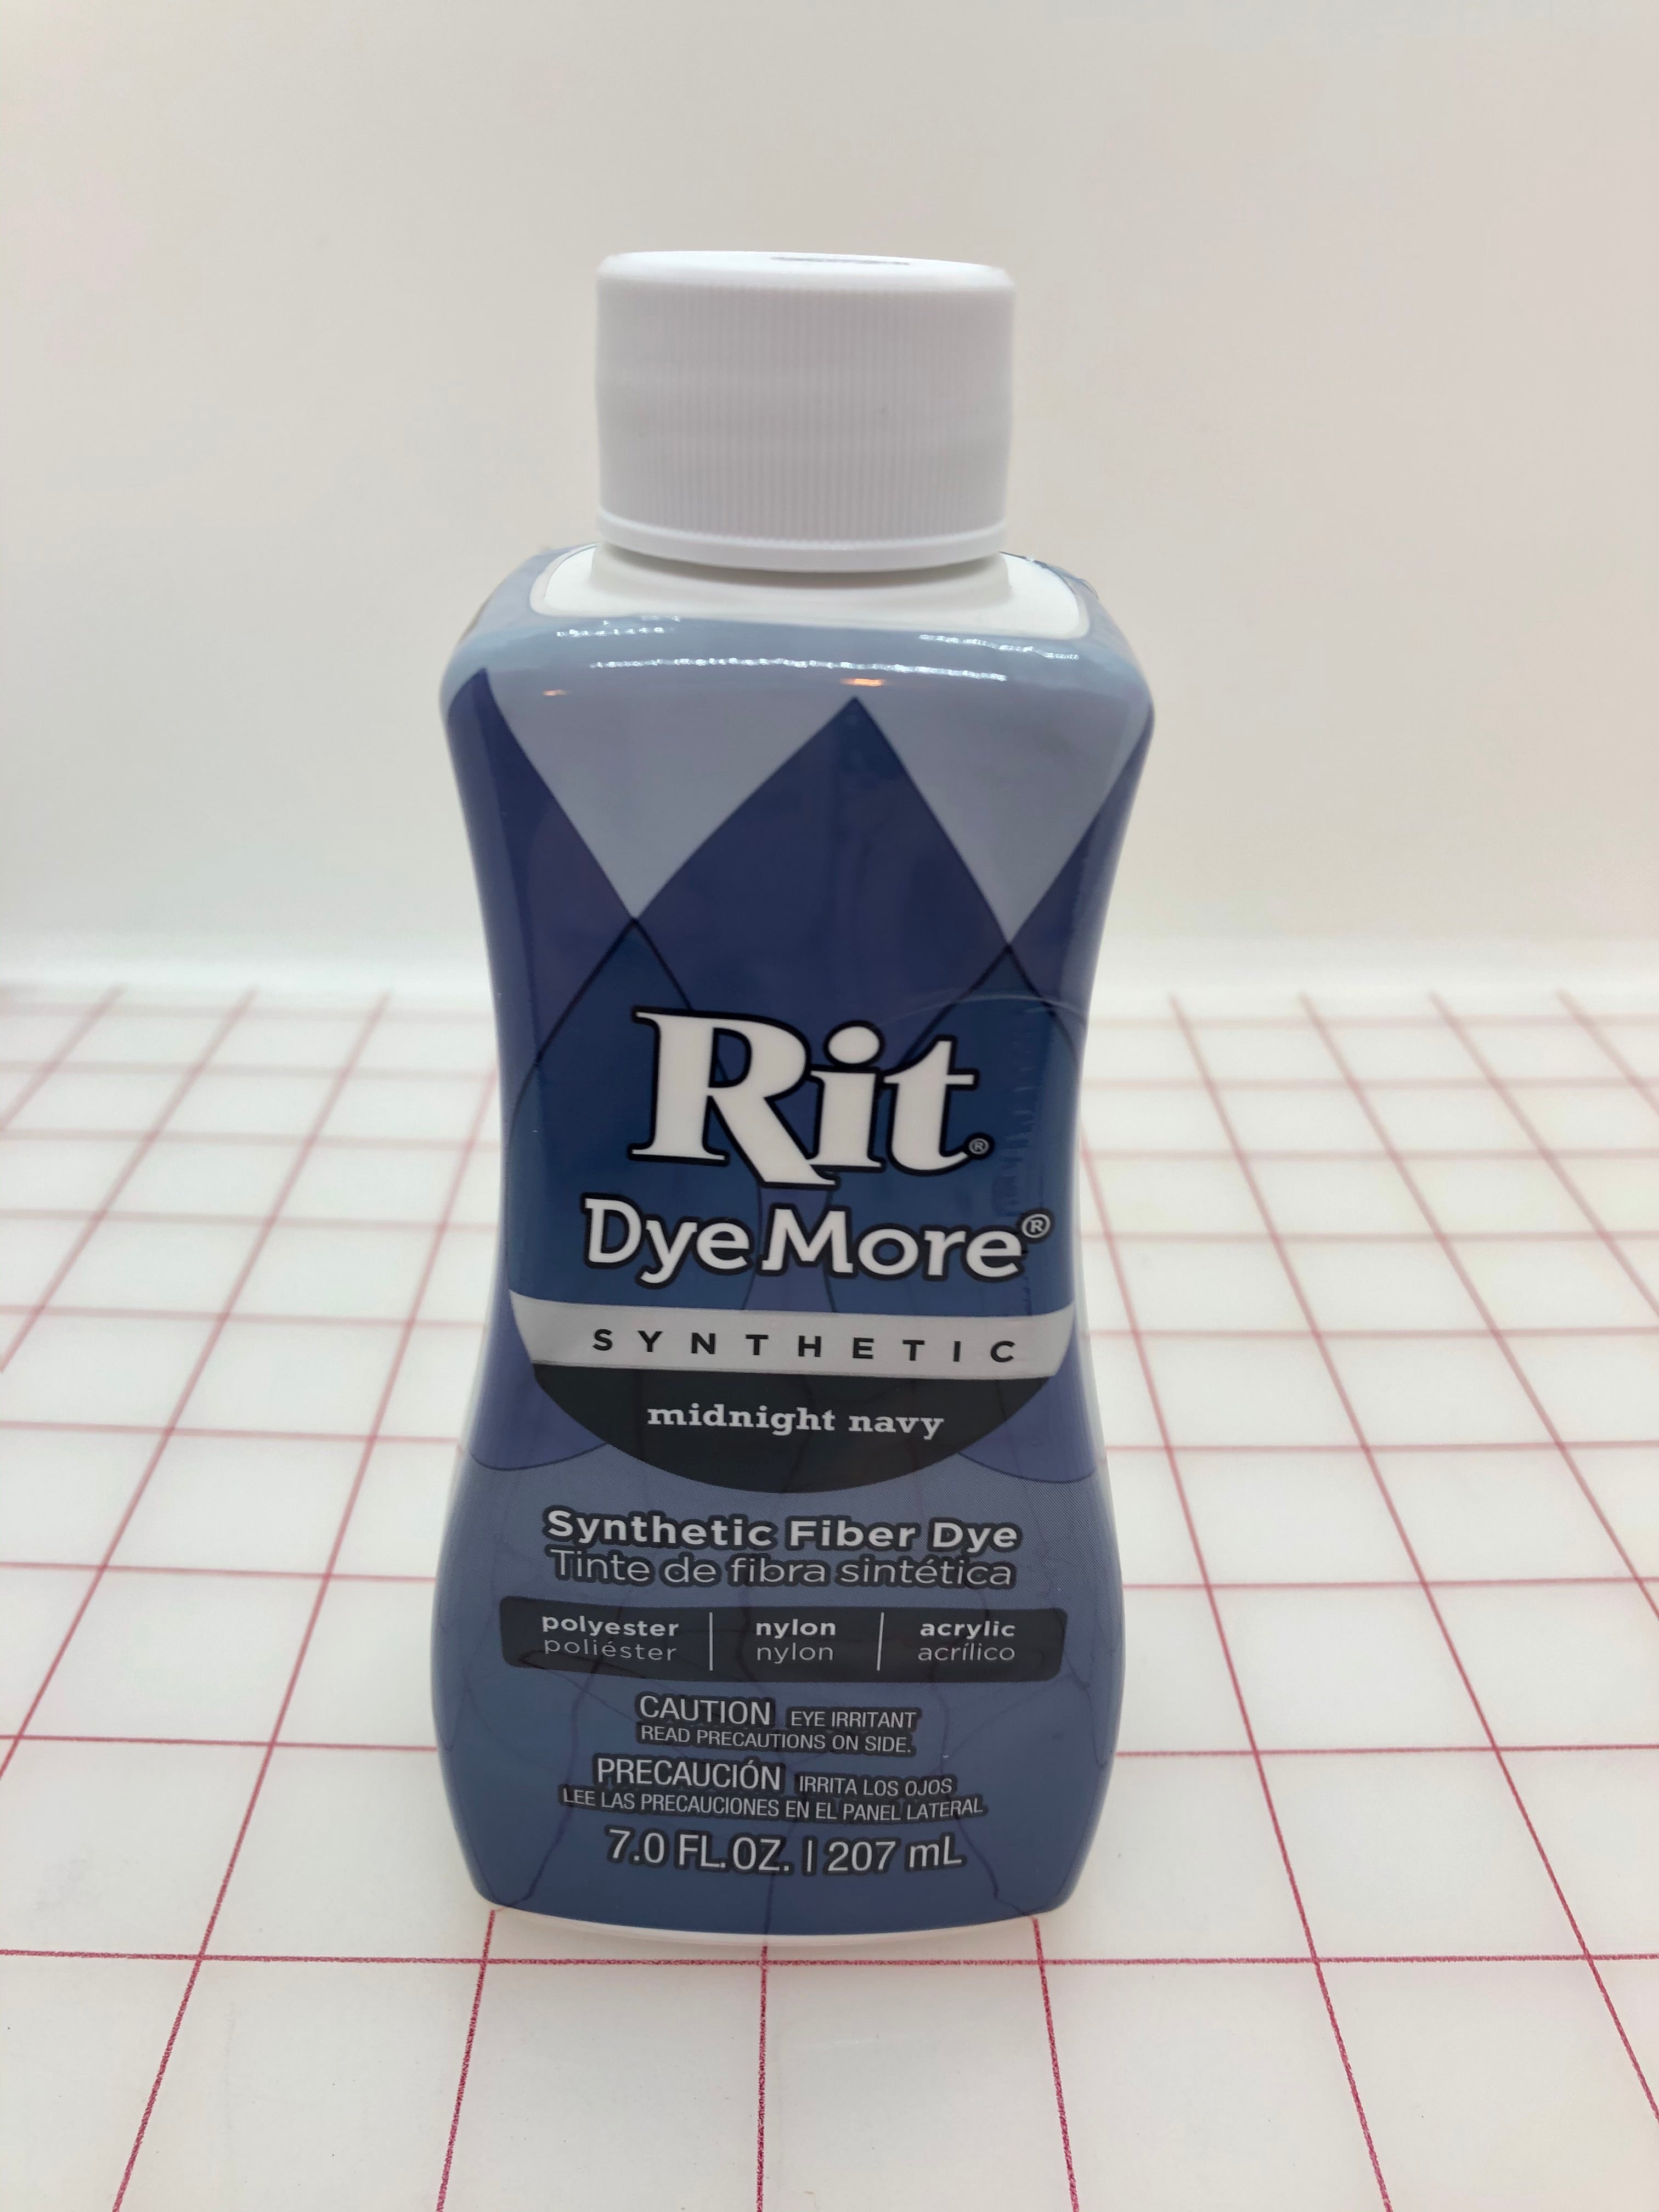 Rit®
DyeMore®
SYNTHETIC
midnight navy
Synthetic Fiber Dye
Tinte de fibra sintética
polyester nylon acrylic
poliéster nylon acrílico
CAUTION EYE IRRITANT
READ PRECAUTIONS ON SIDE.
PRECAUCIÓN IRRITA LOS OJOS
LEE LAS PRECAUCIONES EN EL PANEL LATERAL
7.0 FL.OZ. | 207 mL